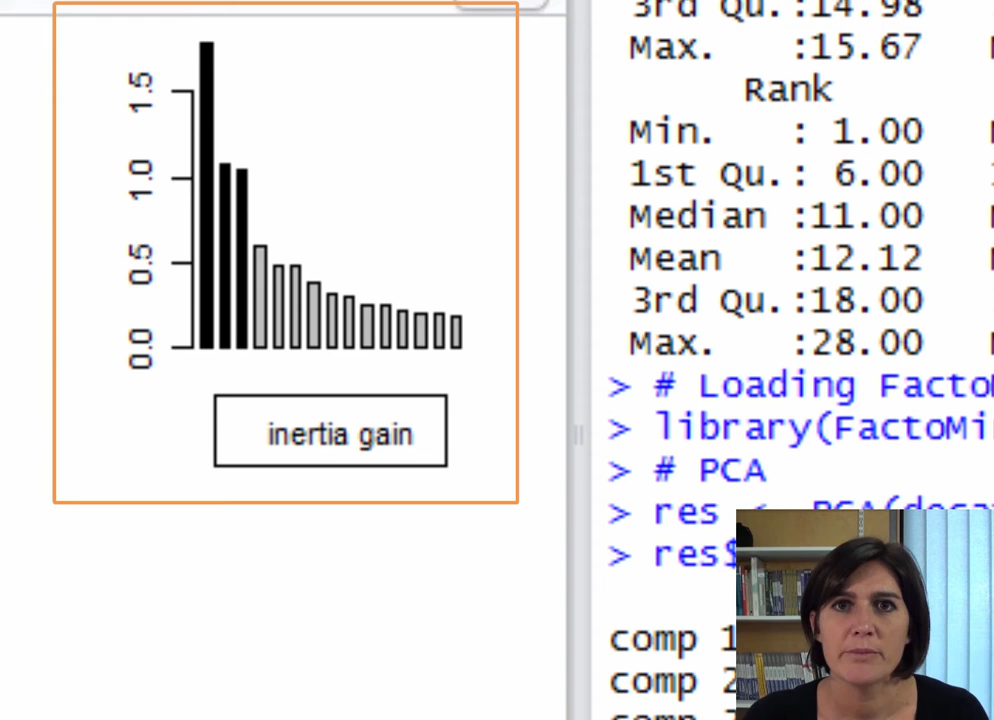 1.5
1.0
0.5
0.0
inertia gain
3rd Qu.:14.98
Max. :15.67
Rank
Min. : 1.00
1st Qu.: 6.00
Median :11.00
Mean :12.12
3rd Qu.:18.00
Max. :28.00
> # Loading
> library(FactoMi
> # PCA
> res
> res$
comp 1
comp 2